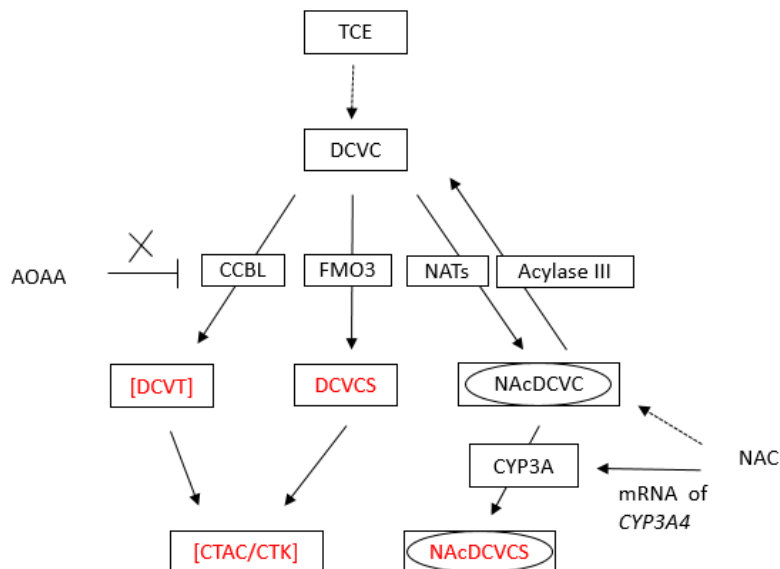 TCE
DCVC
AOAA
CCBL
FMO3
NATs
Acylase III
[DCVT]
DCVCS
NAcDCVC
CYP3A
NAC
mRNA of
CYP3A4
[CTAC/CTK]
NAcDCVCS